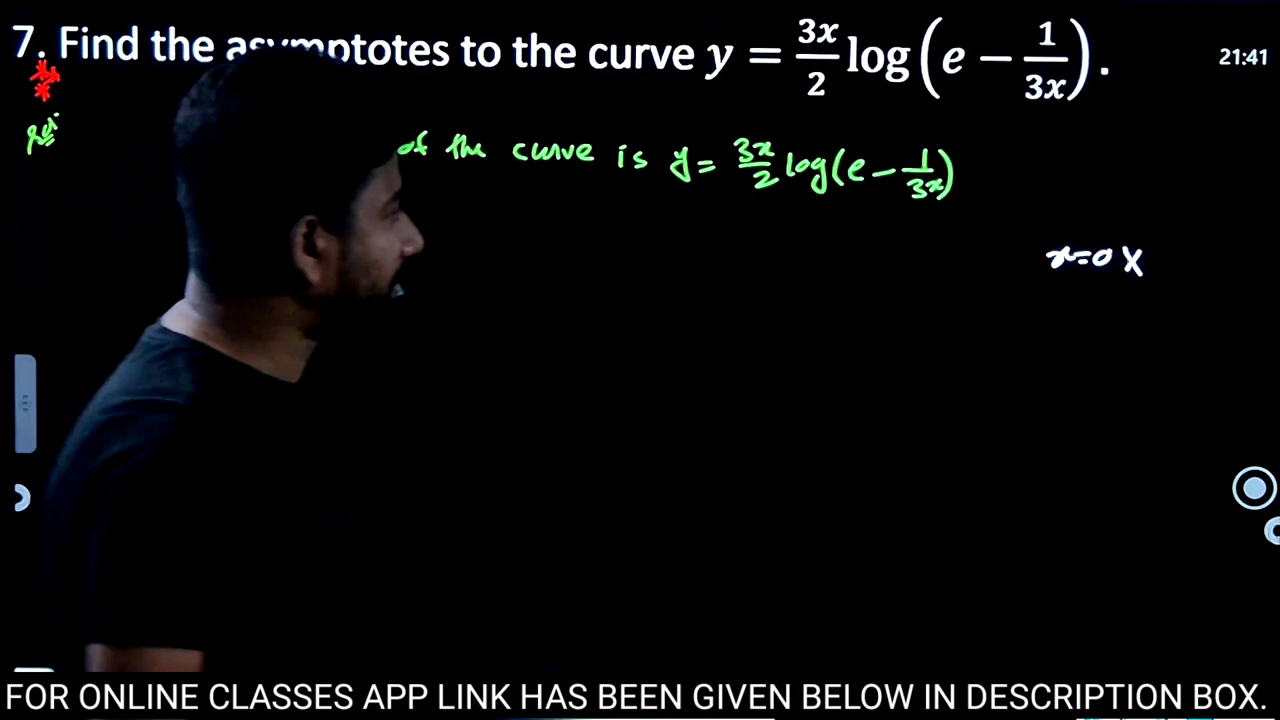 7. Find the asymptotes to the curve y = 3x/2 log(e − 1/3x).
21:41
Sol:
of the curve is y = 3x/2 log(e − 1/3x)
x=0 X
FOR ONLINE CLASSES APP LINK HAS BEEN GIVEN BELOW IN DESCRIPTION BOX.